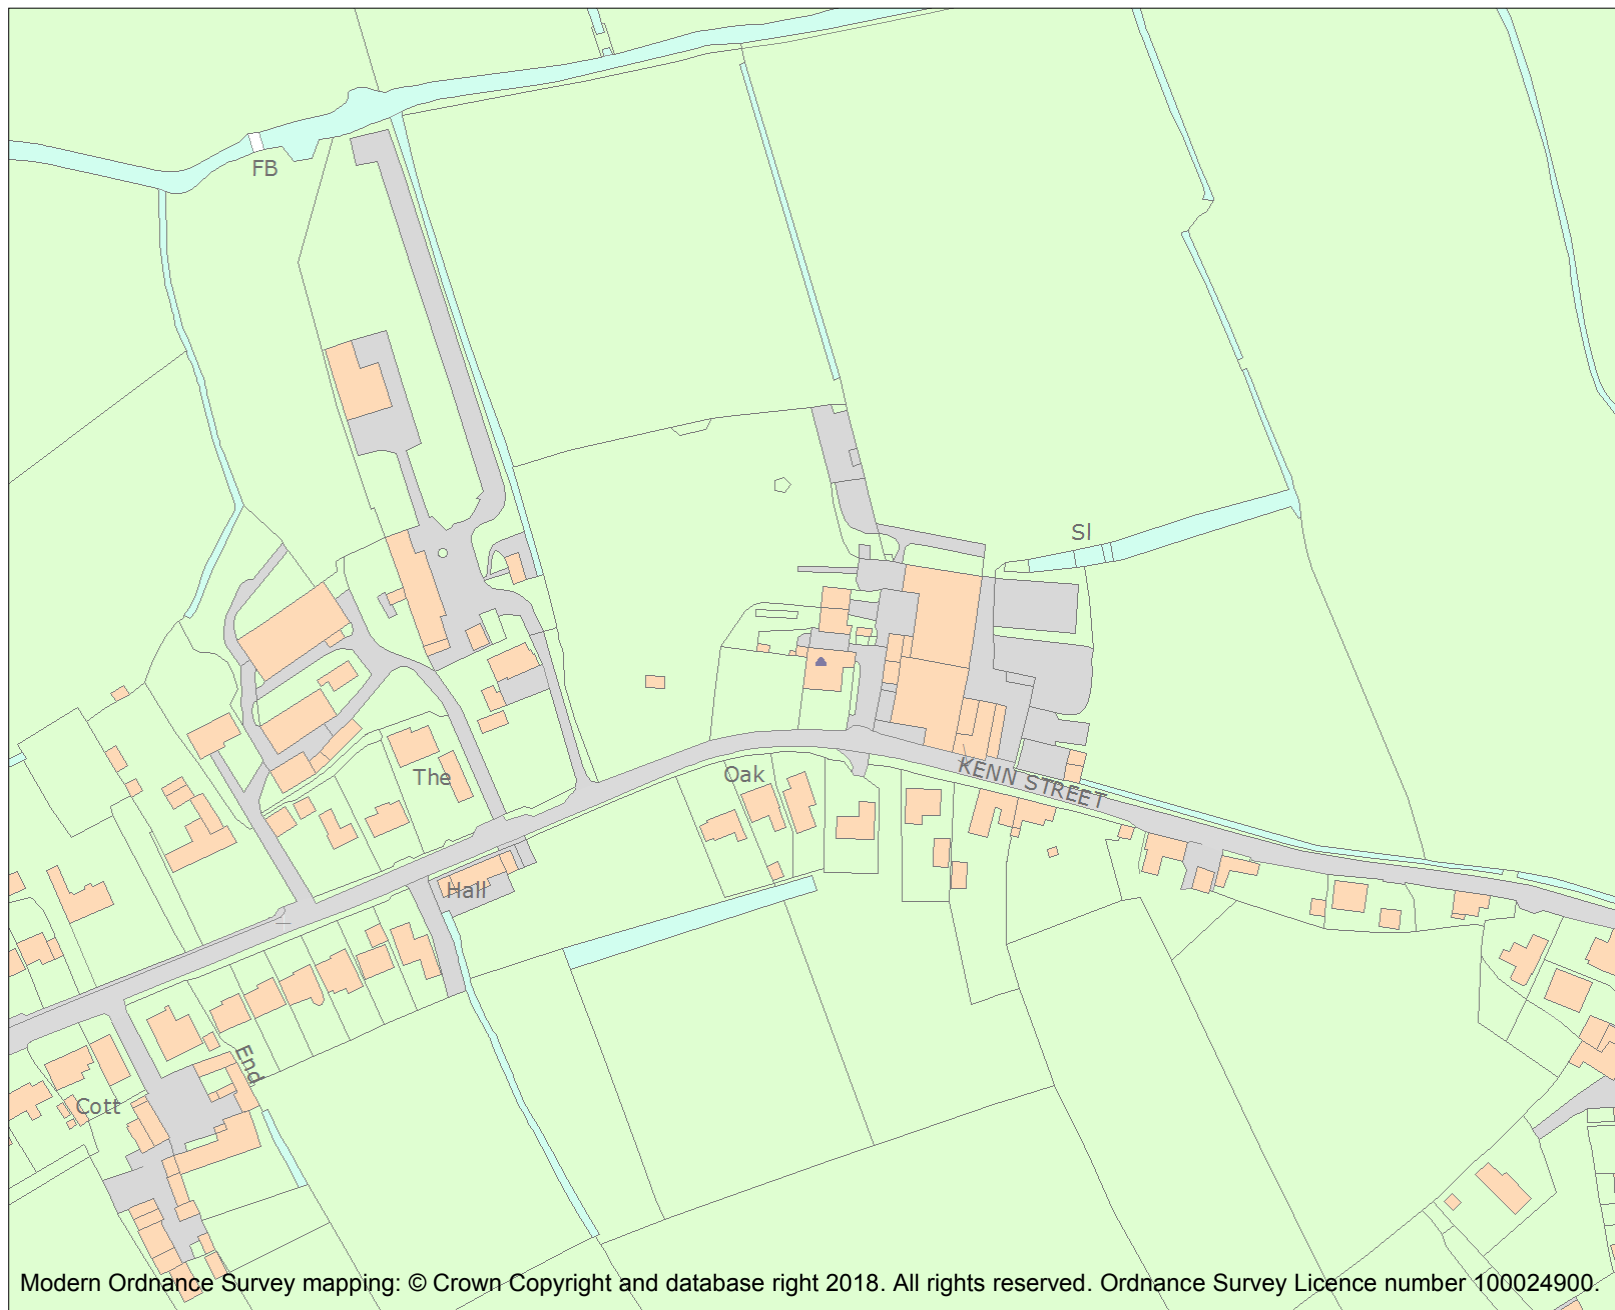 FB
Sl
Oak
The
KENN STREET
Hall
End
Cott
Modern Ordnance Survey mapping: © Crown Copyright and database right 2018. All rights reserved. Ordnance Survey Licence number 100024900.